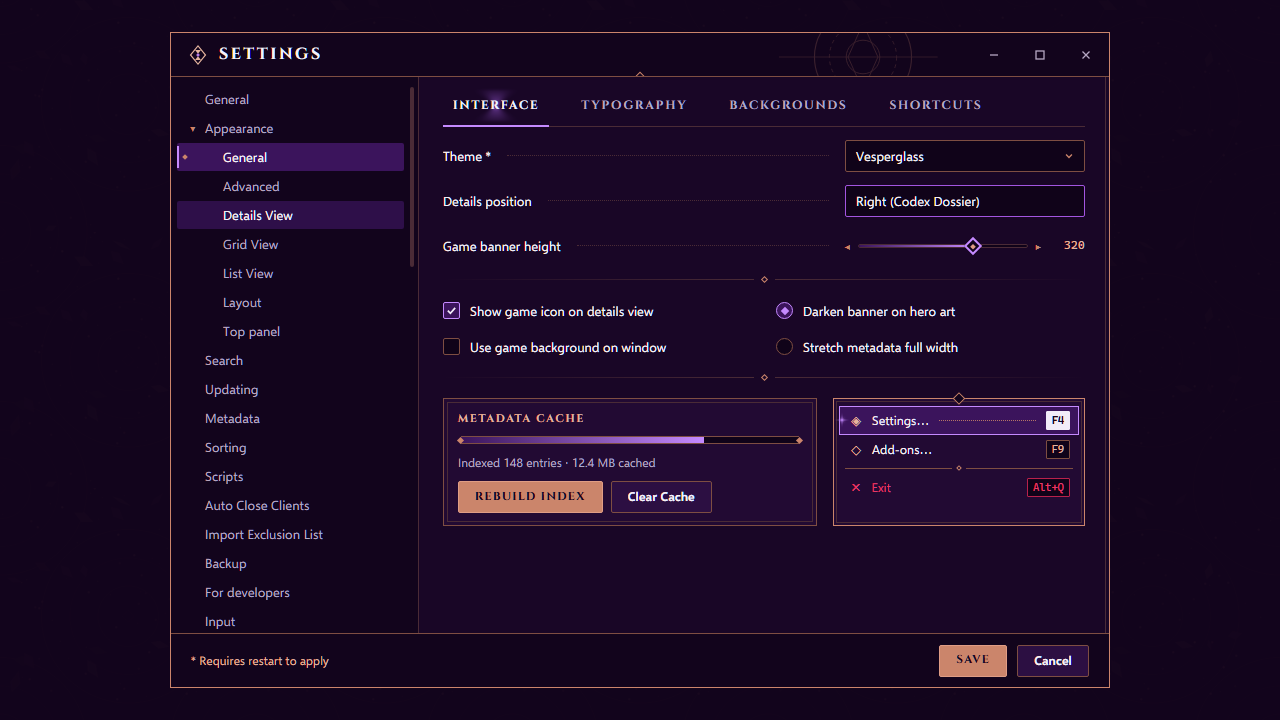 SETTINGS
General
Appearance
General
Advanced
Details View
Grid View
List View
Layout
Top panel
Search
Updating
Metadata
Sorting
Scripts
Auto Close Clients
Import Exclusion List
Backup
For developers
Input
INTERFACE TYPOGRAPHY BACKGROUNDS SHORTCUTS
Theme * Vesperglass
Details position Right (Codex Dossier)
Game banner height 320
Show game icon on details view Darken banner on hero art
Use game background on window Stretch metadata full width
METADATA CACHE
Indexed 148 entries · 12.4 MB cached
REBUILD INDEX Clear Cache
Settings... F4
Add-ons... F9
Exit Alt+Q
* Requires restart to apply
SAVE Cancel